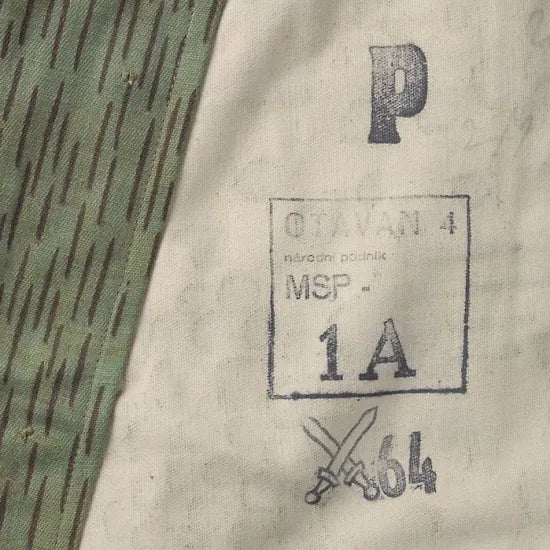 P
OTAVAN 4
národní podnik
MSP -
1A
64